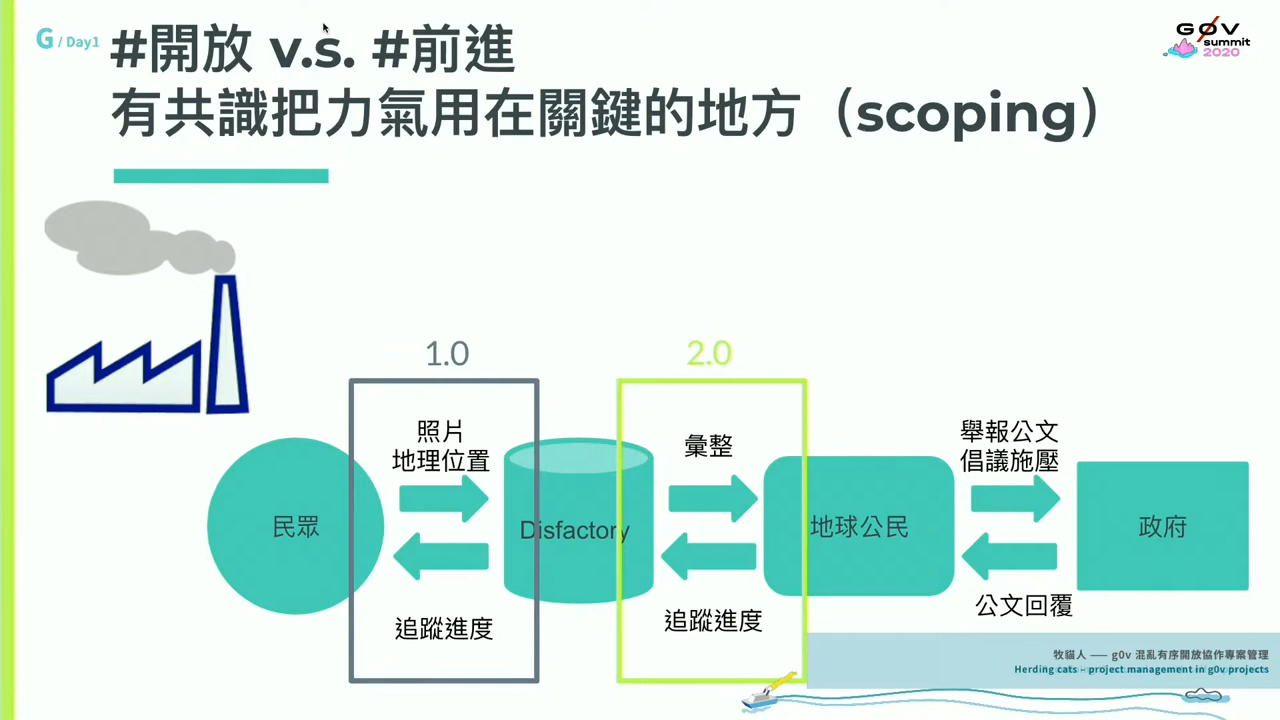 G / Day1
#開放 v.s. #前進
有共識把力氣用在關鍵的地方（scoping）
GØV
summit
2020
1.0
2.0
照片
地理位置
彙整
舉報公文
倡議施壓
民眾
Disfactory
地球公民
政府
追蹤進度
追蹤進度
公文回覆
牧貓人 —— g0v 混亂有序開放協作專案管理
Herding cats – project management in g0v projects